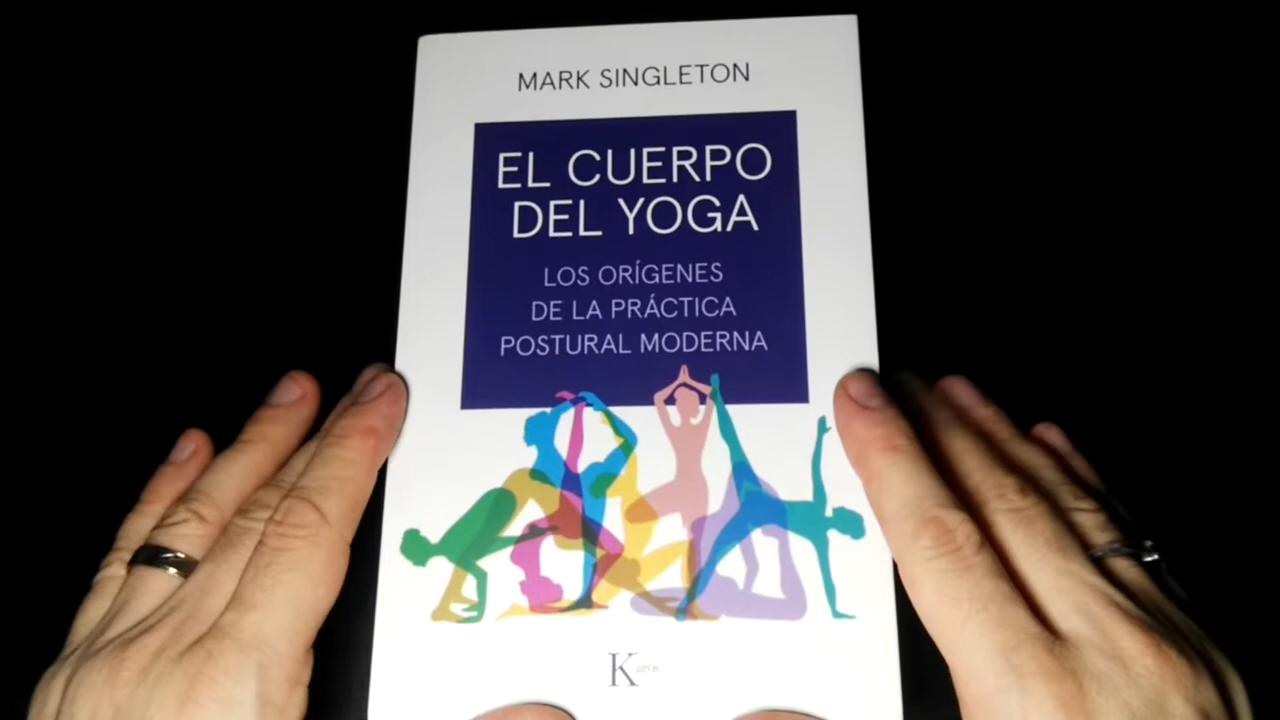 MARK SINGLETON
EL CUERPO
DEL YOGA
LOS ORÍGENES
DE LA PRÁCTICA
POSTURAL MODERNA
K